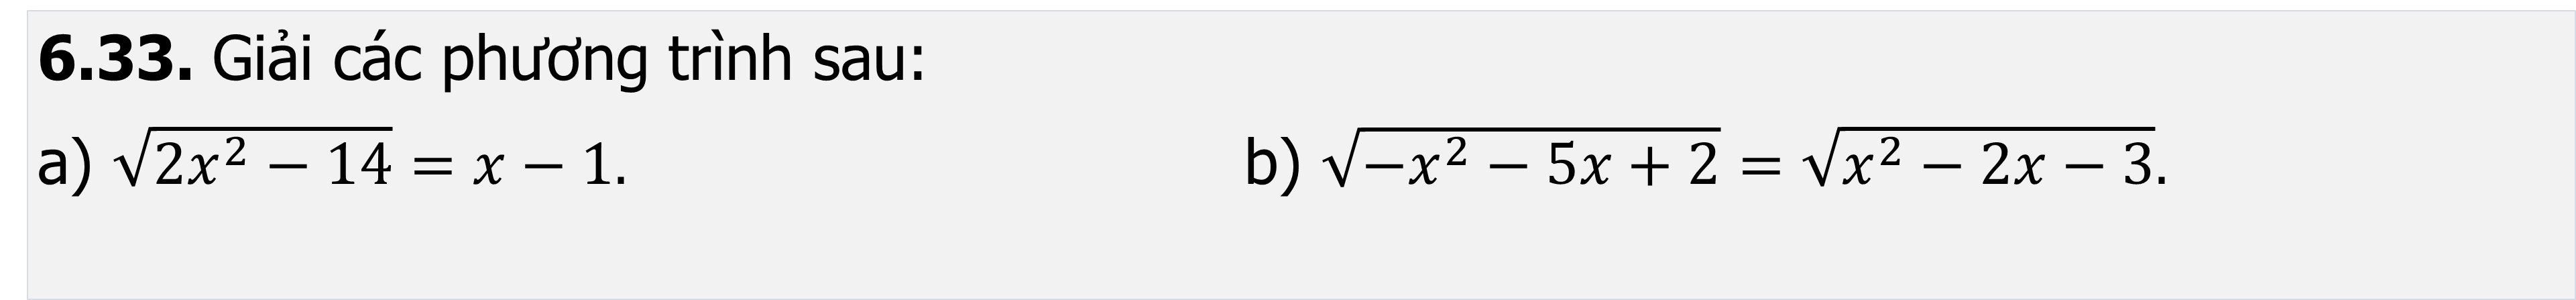 6.33. Giải các phương trình sau:
a) √(2x² − 14) = x − 1. b) √(−x² − 5x + 2) = √(x² − 2x − 3).